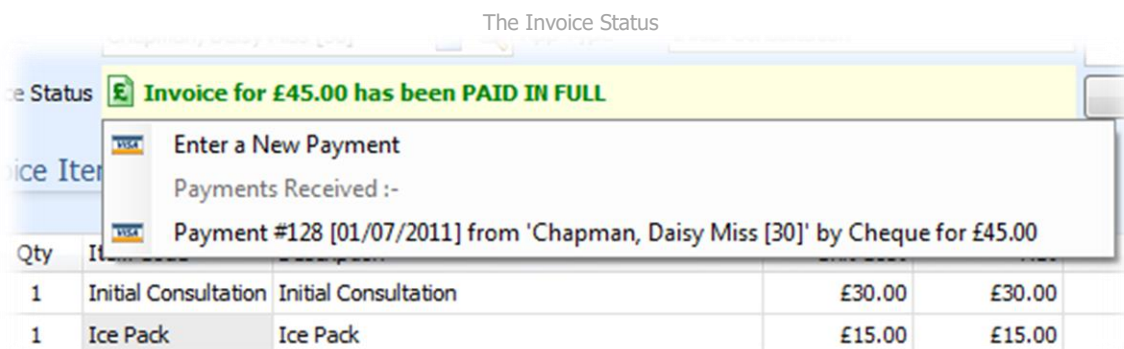 The Invoice Status
Status Invoice for £45.00 has been PAID IN FULL
VISA Enter a New Payment
Payments Received :-
VISA Payment #128 [01/07/2011] from 'Chapman, Daisy Miss [30]' by Cheque for £45.00
Qty
1 Initial Consultation Initial Consultation £30.00 £30.00
1 Ice Pack Ice Pack £15.00 £15.00